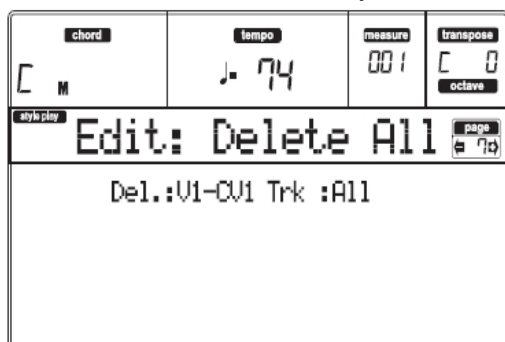 chord
tempo
measure
transpose
C M
♩= 94
001
C 0
octave
style play
Edit: Delete All
page
7
Del.:V1-CV1 Trk :All